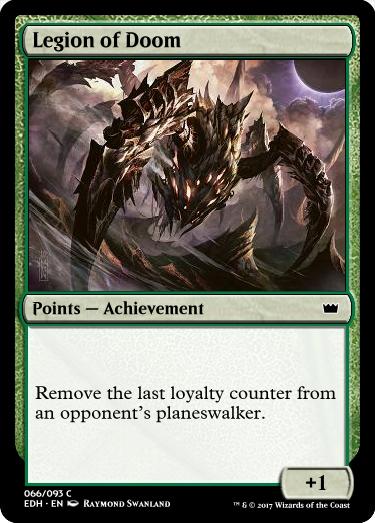 Legion of Doom
Points — Achievement
Remove the last loyalty counter from
an opponent's planeswalker.
+1
066/093 C
EDH • EN Raymond Swanland
™ & © 2017 Wizards of the Coast